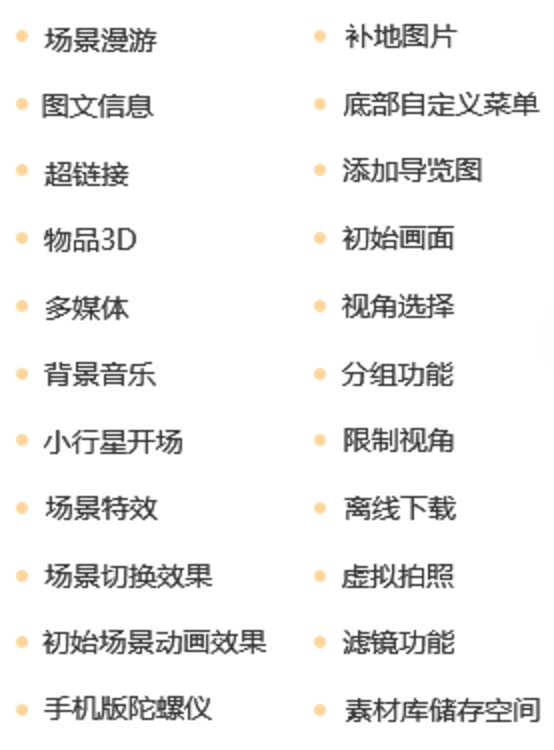 场景漫游
图文信息
超链接
物品3D
多媒体
背景音乐
小行星开场
场景特效
场景切换效果
初始场景动画效果
手机版陀螺仪
补地图片
底部自定义菜单
添加导览图
初始画面
视角选择
分组功能
限制视角
离线下载
虚拟拍照
滤镜功能
素材库储存空间